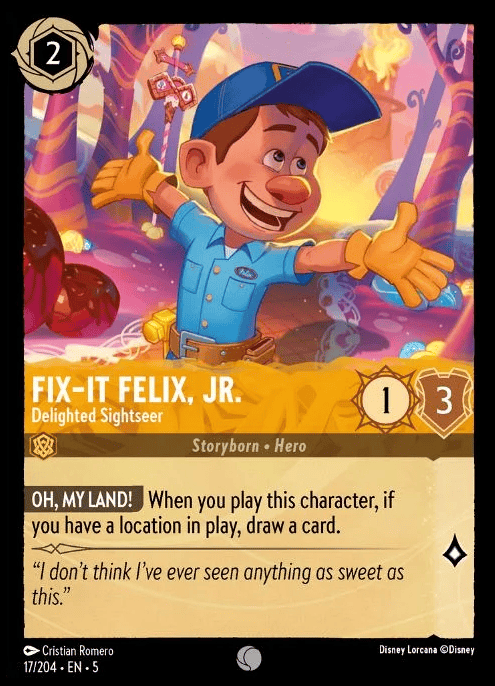 2
Felix
FIX-IT FELIX, JR.
Delighted Sightseer
1
3
Storyborn • Hero
OH, MY LAND! When you play this character, if
you have a location in play, draw a card.
“I don’t think I’ve ever seen anything as sweet as
this.”
Cristian Romero
Disney Lorcana ©Disney
17/204 • EN • 5